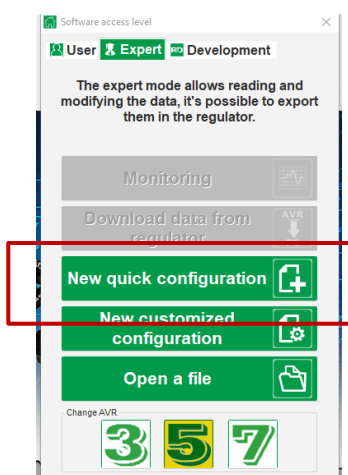 Software access level
User Expert RD Development
The expert mode allows reading and
modifying the data, it's possible to export
them in the regulator.
Monitoring
Download data from
regulator
AVR
New quick configuration
New customized
configuration
Open a file
Change AVR
3 5 7